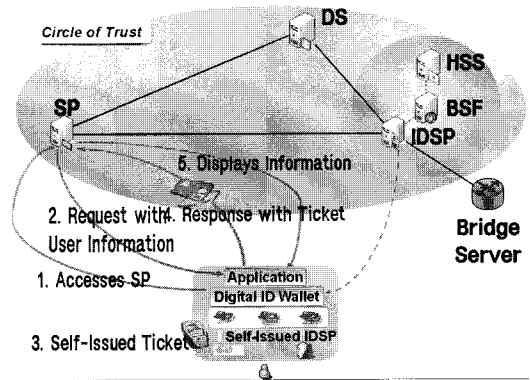 Circle of Trust
DS
HSS
BSF
SP
IDSP
5. Displays Information
2. Request with
User Information
4. Response with Ticket
Bridge
Server
1. Accesses SP
Application
Digital ID Wallet
3. Self-Issued Ticket
Self-Issued IDSP